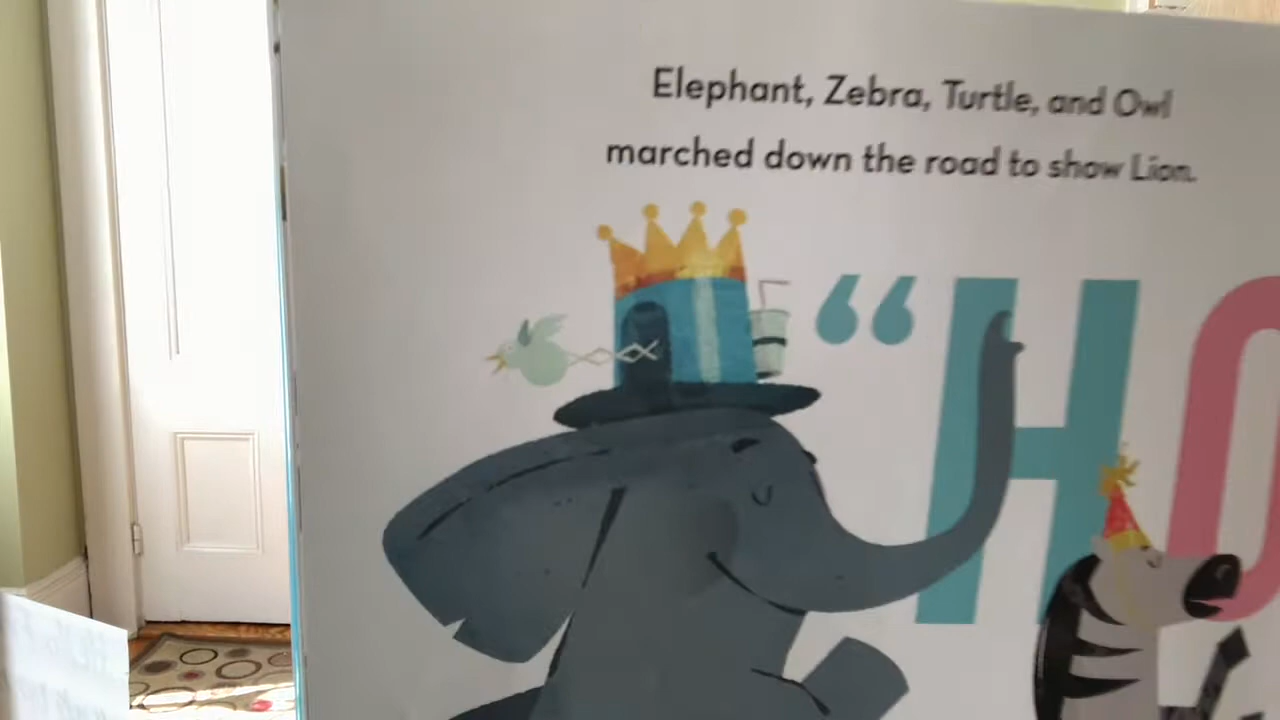 Elephant, Zebra, Turtle, and Owl
marched down the road to show Lion.
“HO